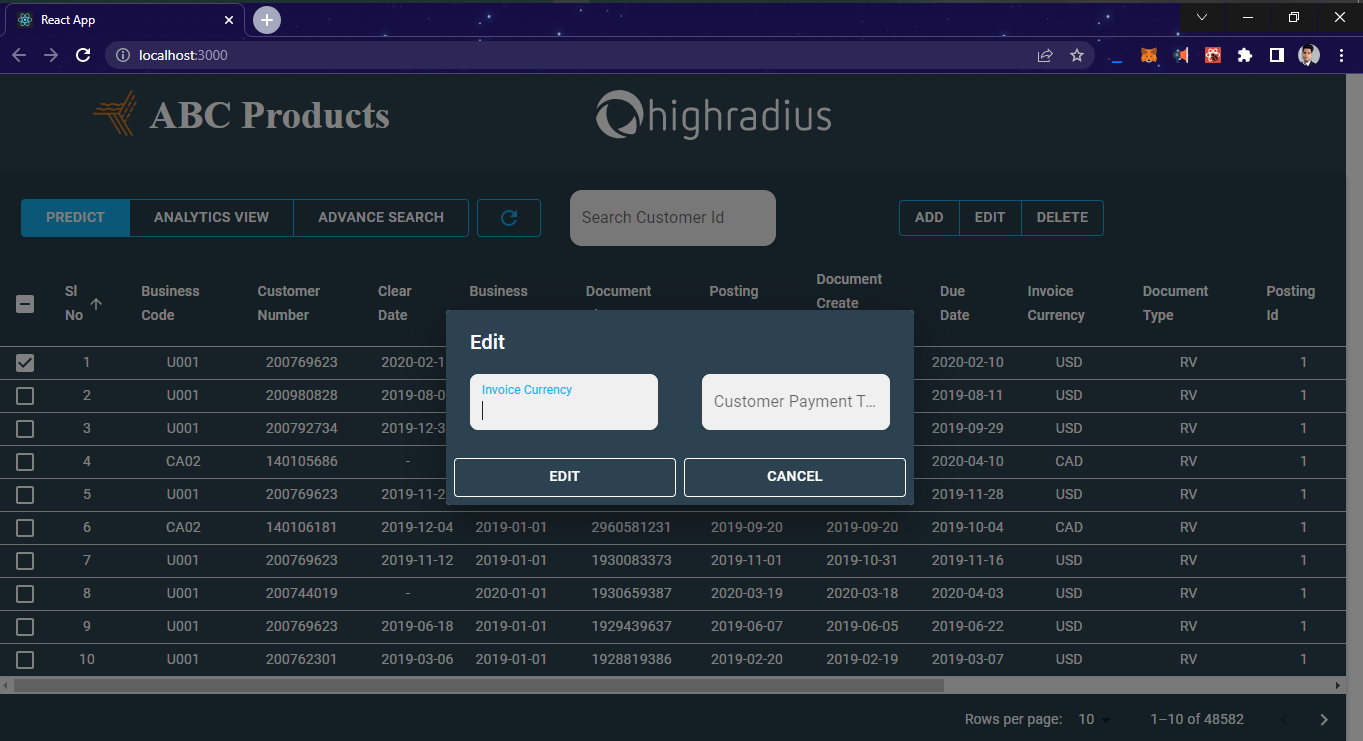 React App
localhost:3000
ABC Products
highradius
PREDICT ANALYTICS VIEW ADVANCE SEARCH Search Customer Id ADD EDIT DELETE
Sl No Business Code Customer Number Clear Date Business Document Posting Document Create Due Date Invoice Currency Document Type Posting Id
1 U001 200769623 2020-02-1 2020-02-10 USD RV 1
2 U001 200980828 2019-08-0 2019-08-11 USD RV 1
3 U001 200792734 2019-12-3 2019-09-29 USD RV 1
4 CA02 140105686 - 2020-04-10 CAD RV 1
5 U001 200769623 2019-11-2 2019-11-28 USD RV 1
6 CA02 140106181 2019-12-04 2019-01-01 2960581231 2019-09-20 2019-09-20 2019-10-04 CAD RV 1
7 U001 200769623 2019-11-12 2019-01-01 1930083373 2019-11-01 2019-10-31 2019-11-16 USD RV 1
8 U001 200744019 - 2020-01-01 1930659387 2020-03-19 2020-03-18 2020-04-03 USD RV 1
9 U001 200769623 2019-06-18 2019-01-01 1929439637 2019-06-07 2019-06-05 2019-06-22 USD RV 1
10 U001 200762301 2019-03-06 2019-01-01 1928819386 2019-02-20 2019-02-19 2019-03-07 USD RV 1
Edit
Invoice Currency
Customer Payment T...
EDIT CANCEL
Rows per page: 10 1–10 of 48582